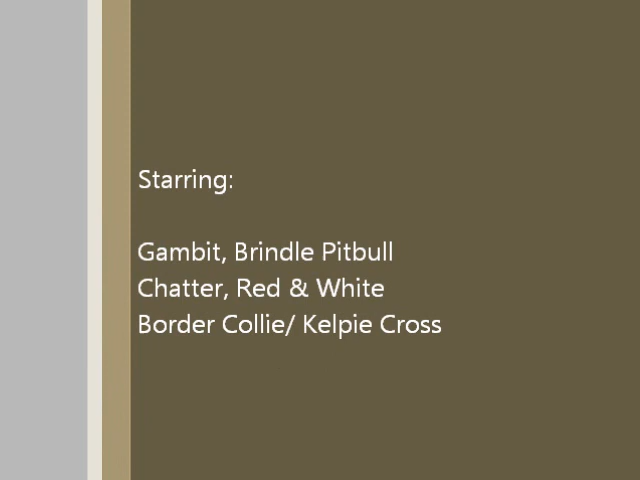 Starring:
Gambit, Brindle Pitbull
Chatter, Red & White
Border Collie/ Kelpie Cross